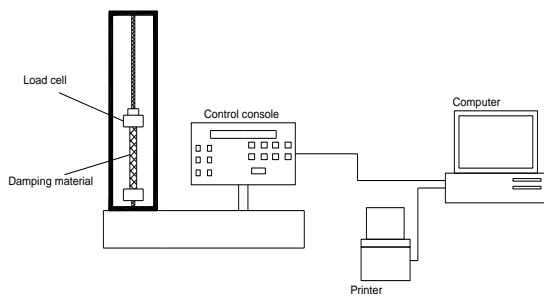 Load cell
Damping material
Control console
Computer
Printer